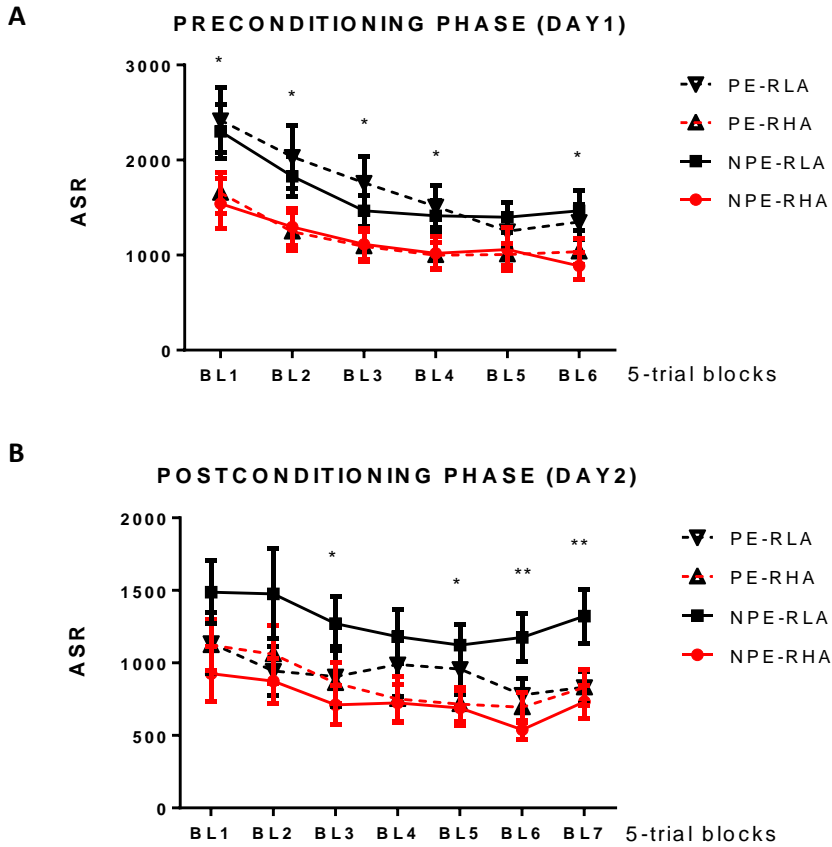 A
PRECONDITIONING PHASE (DAY1)
* * * * *
3000
2000
1000
0
ASR
BL1 BL2 BL3 BL4 BL5 BL6 5-trial blocks
PE-RLA
PE-RHA
NPE-RLA
NPE-RHA
B
POSTCONDITIONING PHASE (DAY2)
* * ** **
2000
1500
1000
500
0
ASR
BL1 BL2 BL3 BL4 BL5 BL6 BL7 5-trial blocks
PE-RLA
PE-RHA
NPE-RLA
NPE-RHA